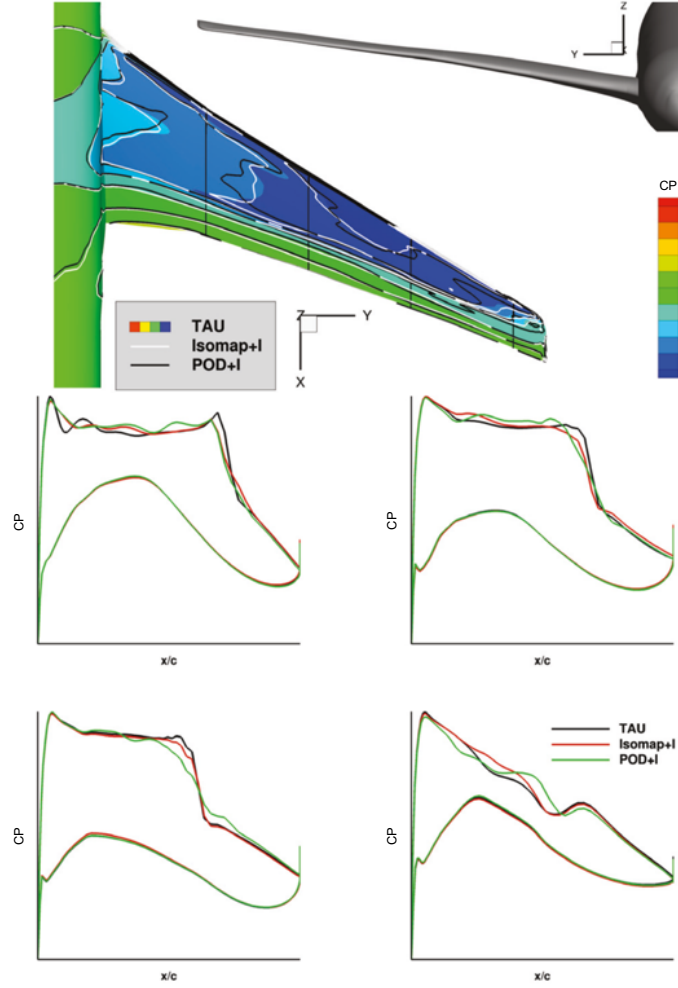 Z
Y
CP
Z
Y
X
TAU
Isomap+I
POD+I
CP
x/c
CP
x/c
CP
x/c
CP
TAU
Isomap+I
POD+I
x/c